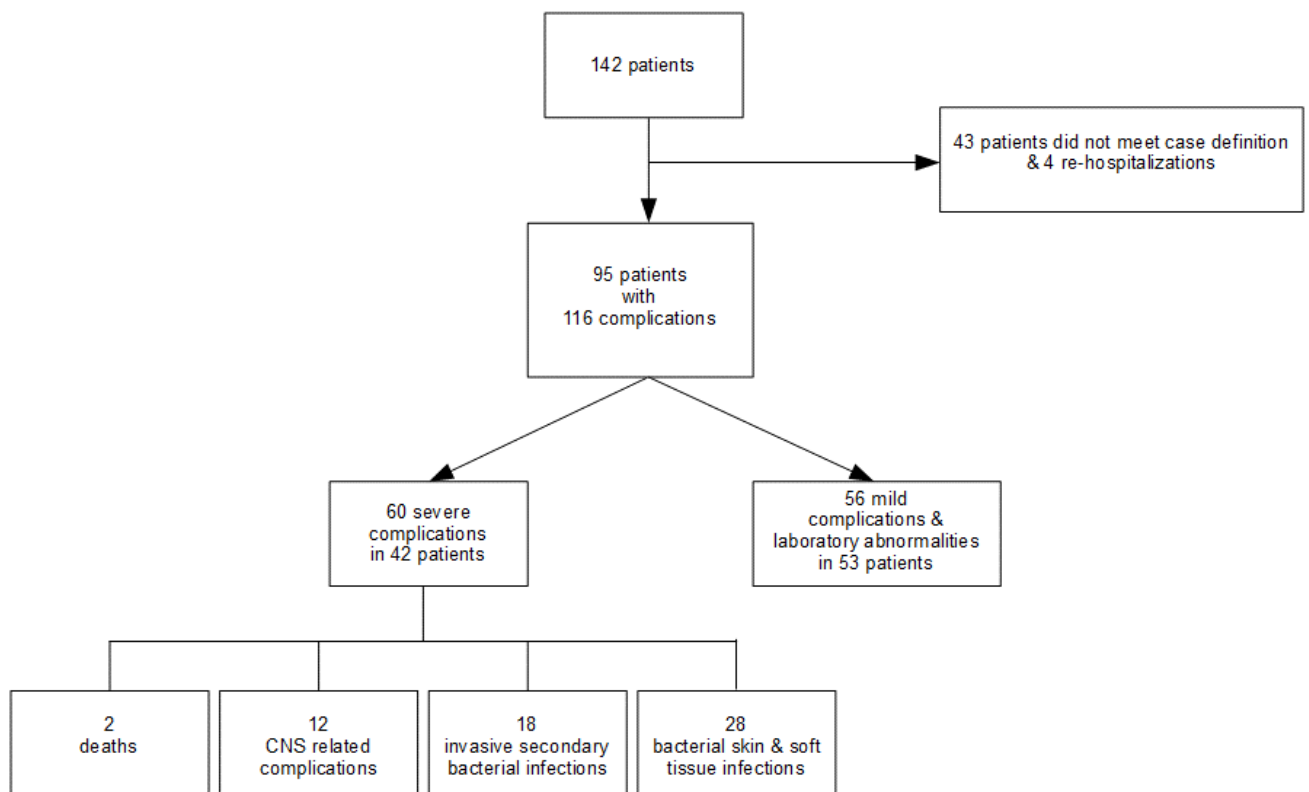 142 patients
43 patients did not meet case definition
& 4 re-hospitalizations
95 patients
with
116 complications
60 severe
complications
in 42 patients
56 mild
complications &
laboratory abnormalities
in 53 patients
2
deaths
12
CNS related
complications
18
invasive secondary
bacterial infections
28
bacterial skin & soft
tissue infections